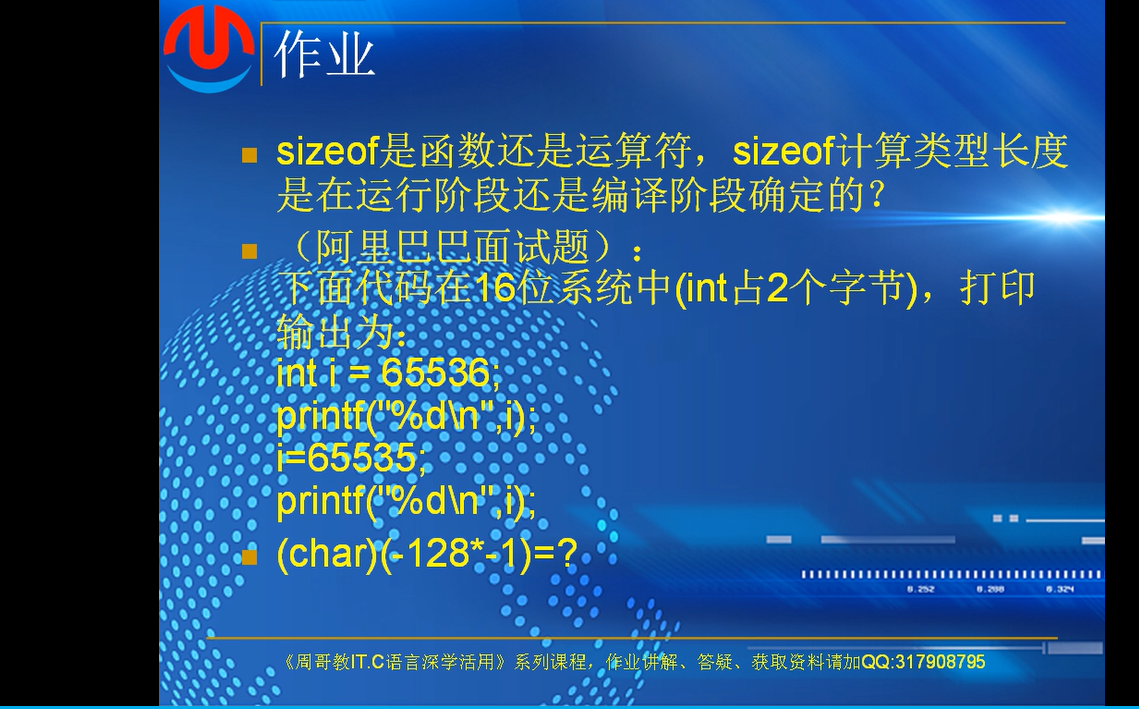 作业
sizeof是函数还是运算符，sizeof计算类型长度
是在运行阶段还是编译阶段确定的？
（阿里巴巴面试题）：
下面代码在16位系统中(int占2个字节)，打印
输出为：
int i = 65536;
printf("%d\n",i);
i=65535;
printf("%d\n",i);
(char)(-128*-1)=?
0.252 0.288 0.324
《周哥教IT.C语言深学活用》系列课程，作业讲解、答疑、获取资料请加QQ:317908795